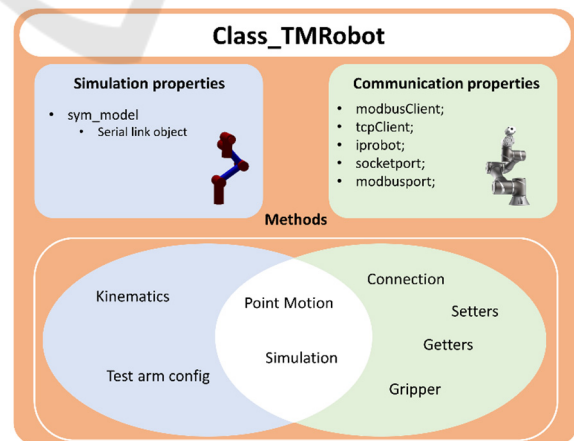 Class_TMRobot
Simulation properties
• sym_model
• Serial link object
Communication properties
• modbusClient;
• tcpClient;
• iprobot;
• socketport;
• modbusport;
Methods
Kinematics
Test arm config
Point Motion
Simulation
Connection
Setters
Getters
Gripper